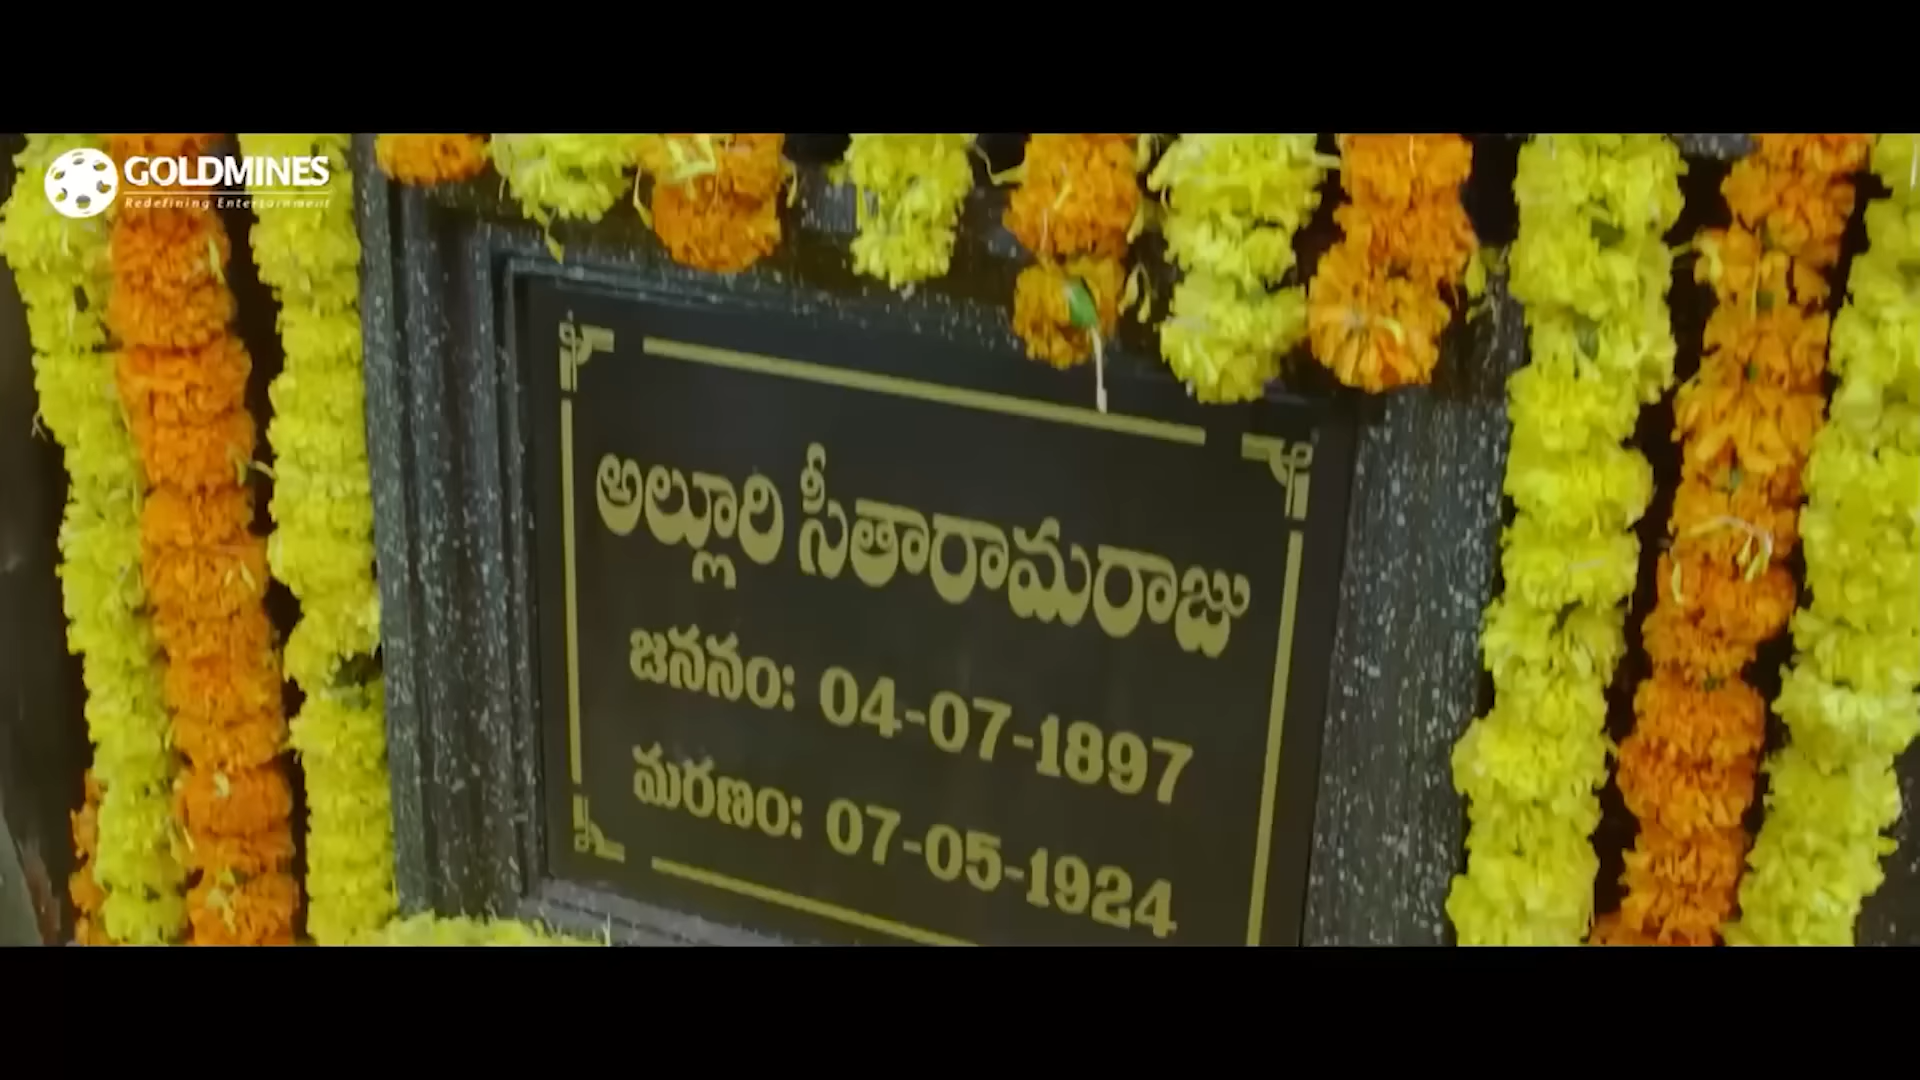 GOLDMINES
Redefining Entertainment
అల్లూరి సీతారామరాజు
జననం: 04-07-1897
మరణం: 07-05-1924